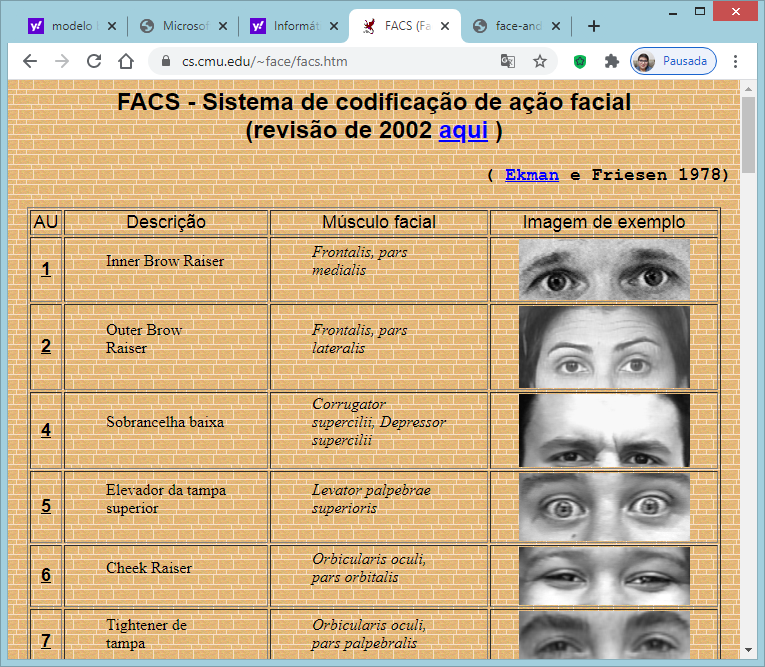 modelo
Microsof
Informát
FACS (Fa
face-and
cs.cmu.edu/~face/facs.htm
Pausada
FACS - Sistema de codificação de ação facial
(revisão de 2002 aqui )
( Ekman e Friesen 1978)
AU Descrição Músculo facial Imagem de exemplo
1 Inner Brow Raiser Frontalis, pars
medialis
2 Outer Brow
Raiser Frontalis, pars
lateralis
4 Sobrancelha baixa Corrugator
supercilii, Depressor
supercilii
5 Elevador da tampa
superior Levator palpebrae
superioris
6 Cheek Raiser Orbicularis oculi,
pars orbitalis
7 Tightener de
tampa Orbicularis oculi,
pars palpebralis